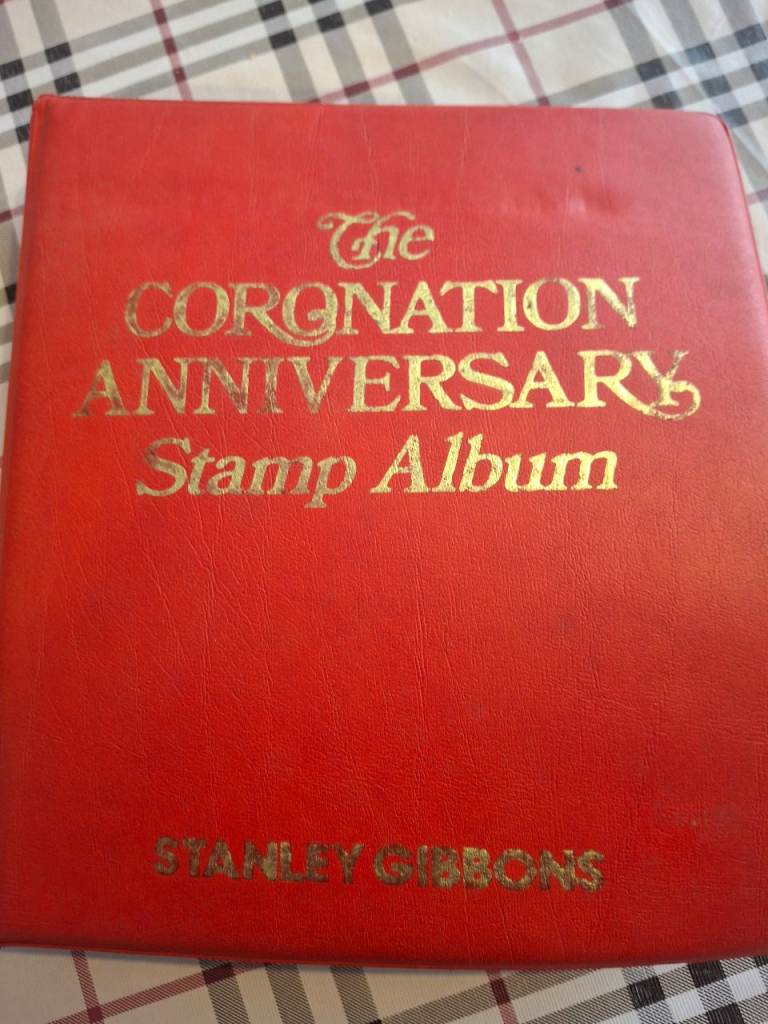 The
CORONATION
ANNIVERSARY
Stamp Album
STANLEY GIBBONS